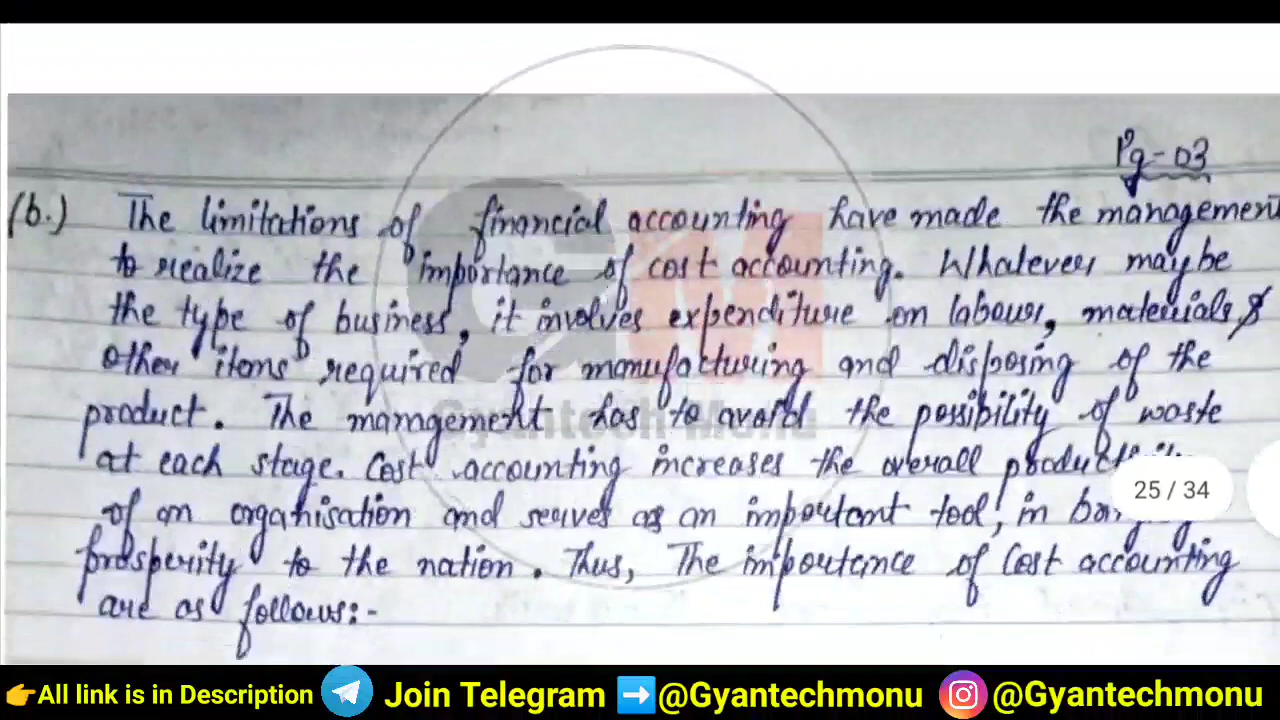 Pg-03
(b.) The limitations of financial accounting have made the management
to realize the importance of cost accounting. Whatever maybe
the type of business, it involves expenditure on labour, materials &
other items required for manufacturing and disposing of the
product. The mamgement has to avoid the possibility of waste
at each stage. Cost accounting increases the overall
of an organisation and serves as an important tool, in
prosperity to the nation. Thus, The importance of Cost accounting
are as follows:-
Gyantech Monu
25 / 34
All link is in Description Join Telegram @Gyantechmonu @Gyantechmonu